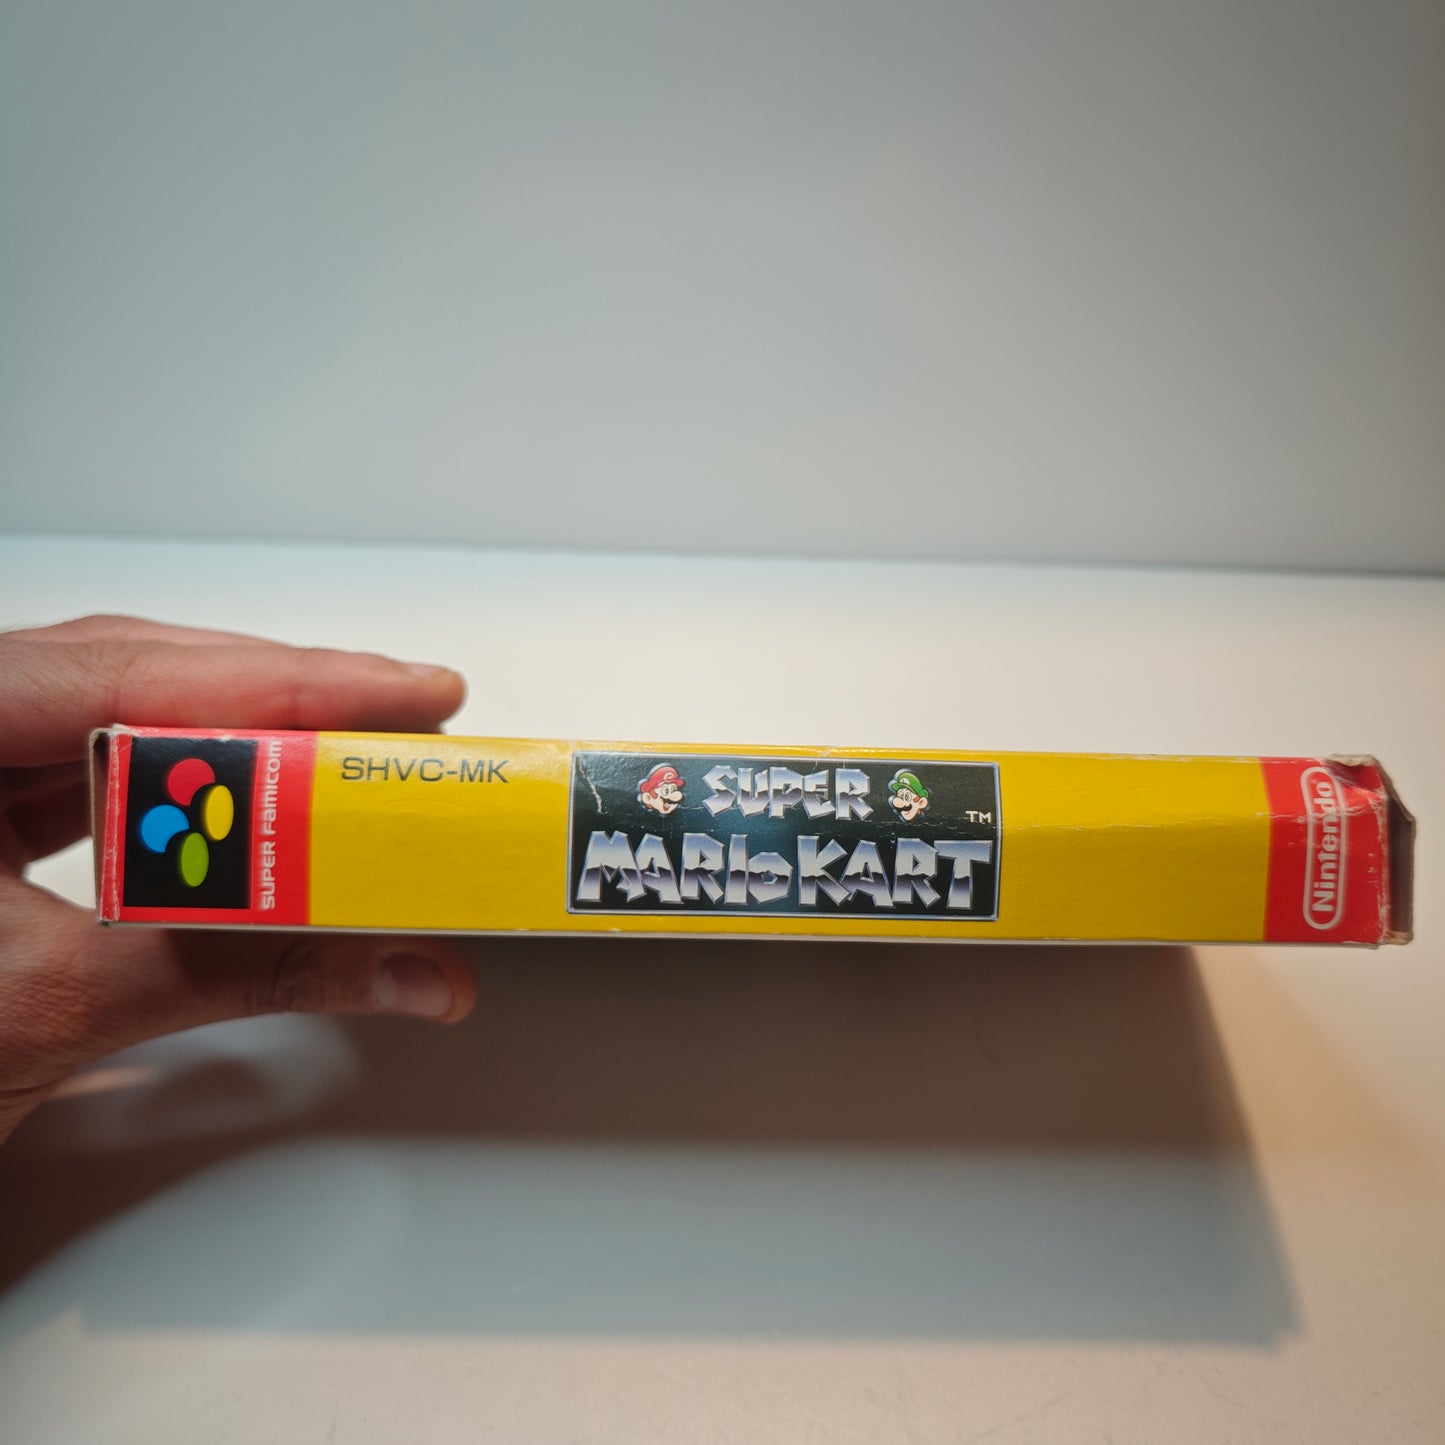 SUPER FAMICOM
SHVC-MK
SUPER
MARIO KART
TM
Nintendo